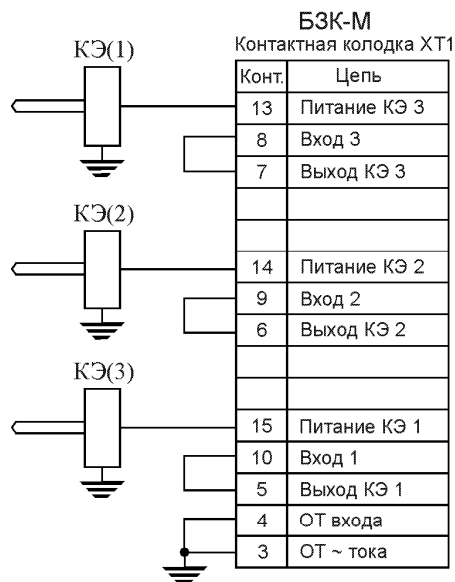 БЗК-М
Контактная колодка ХТ1
Конт. Цепь
КЭ(1)
13 Питание КЭ 3
8 Вход 3
7 Выход КЭ 3
КЭ(2)
14 Питание КЭ 2
9 Вход 2
6 Выход КЭ 2
КЭ(3)
15 Питание КЭ 1
10 Вход 1
5 Выход КЭ 1
4 ОТ входа
3 ОТ ~ тока